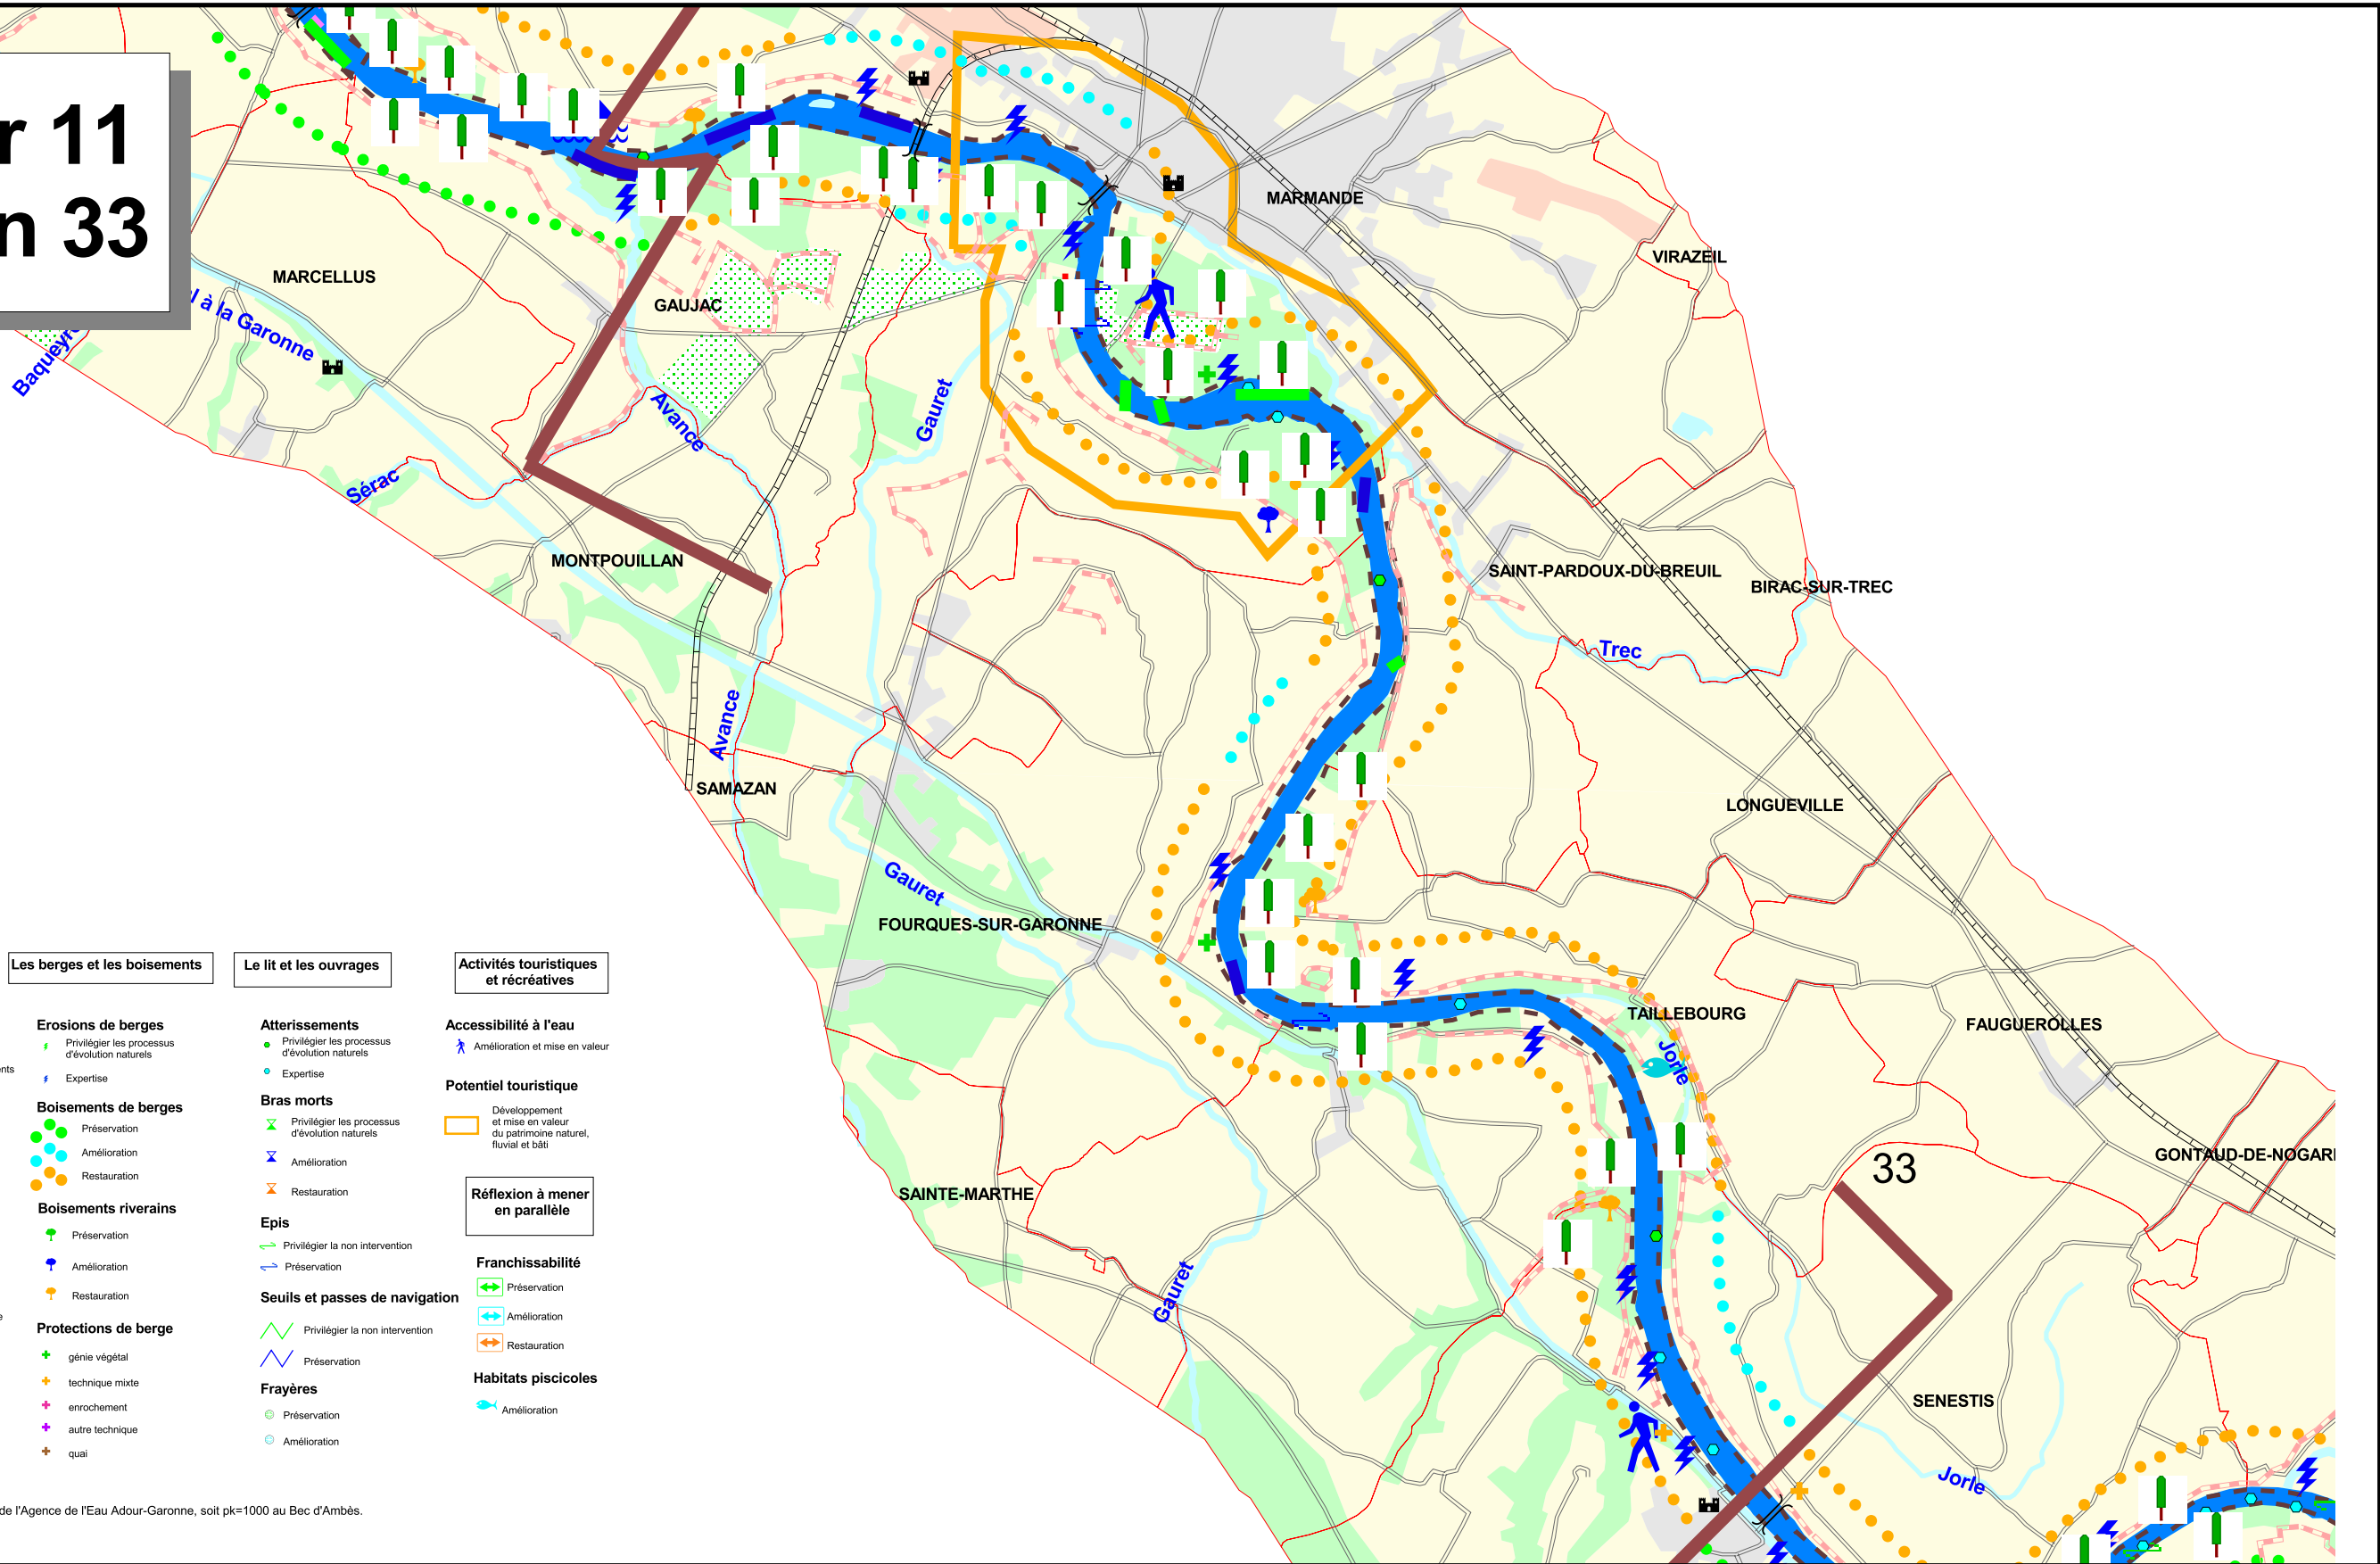 r 11
n 33
MARMANDE
VIRAZEIL
MARCELLUS
l à la Garonne
GAUJAC
Avance
Gauret
Sérac
MONTPOUILLAN
SAINT-PARDOUX-DU-BREUIL
BIRAC-SUR-TREC
Trec
Avance
SAMAZAN
LONGUEVILLE
Gauret
FOURQUES-SUR-GARONNE
TAILLEBOURG
FAUGUEROLLES
Jorle
33
GONTAUD-DE-NOGAR
SAINTE-MARTHE
Gauret
SENESTIS
Jorle
Les berges et les boisements
Erosions de berges
Privilégier les processus
d'évolution naturels
Expertise
Boisements de berges
Préservation
Amélioration
Restauration
Boisements riverains
Préservation
Amélioration
Restauration
Protections de berge
génie végétal
technique mixte
enrochement
autre technique
quai
Le lit et les ouvrages
Atterissements
Privilégier les processus
d'évolution naturels
Expertise
Bras morts
Privilégier les processus
d'évolution naturels
Amélioration
Restauration
Epis
Privilégier la non intervention
Préservation
Seuils et passes de navigation
Privilégier la non intervention
Préservation
Frayères
Préservation
Amélioration
Activités touristiques
et récréatives
Accessibilité à l'eau
Amélioration et mise en valeur
Potentiel touristique
Développement
et mise en valeur
du patrimoine naturel,
fluvial et bâti
Réflexion à mener
en parallèle
Franchissabilité
Préservation
Amélioration
Restauration
Habitats piscicoles
Amélioration
de l'Agence de l'Eau Adour-Garonne, soit pk=1000 au Bec d'Ambès.